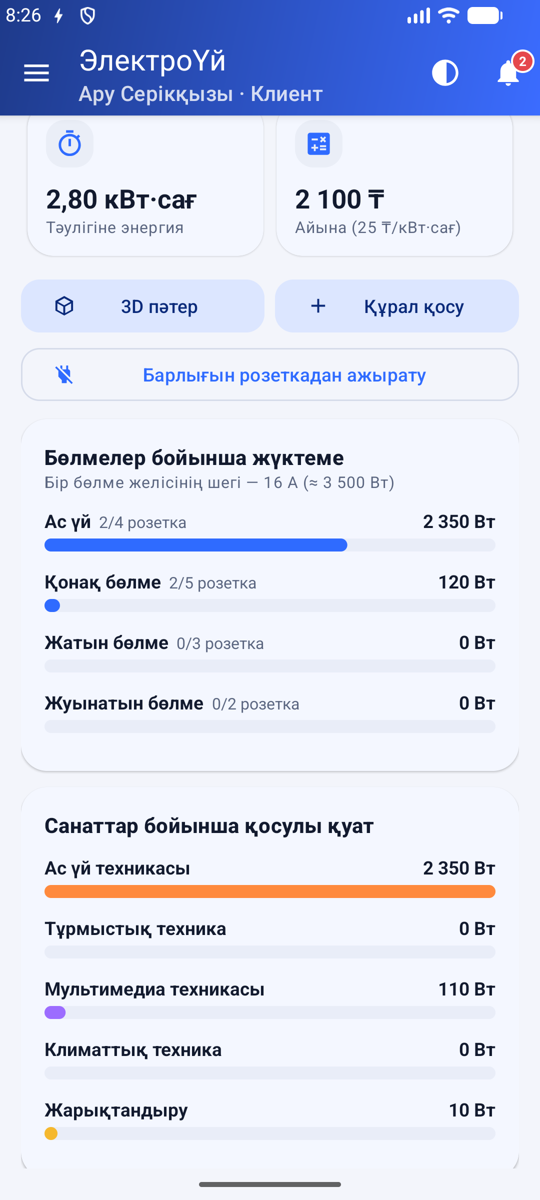 8:26
ЭлектроҮй
Ару Серікқызы · Клиент
2
2,80 кВт·сағ
Тәулігіне энергия
2 100 ₸
Айына (25 ₸/кВт·сағ)
3D пәтер
Құрал қосу
Барлығын розеткадан ажырату
Бөлмелер бойынша жүктеме
Бір бөлме желісінің шегі — 16 А (≈ 3 500 Вт)
Ас үй 2/4 розетка 2 350 Вт
Қонақ бөлме 2/5 розетка 120 Вт
Жатын бөлме 0/3 розетка 0 Вт
Жуынатын бөлме 0/2 розетка 0 Вт
Санаттар бойынша қосулы қуат
Ас үй техникасы 2 350 Вт
Тұрмыстық техника 0 Вт
Мультимедиа техникасы 110 Вт
Климаттық техника 0 Вт
Жарықтандыру 10 Вт